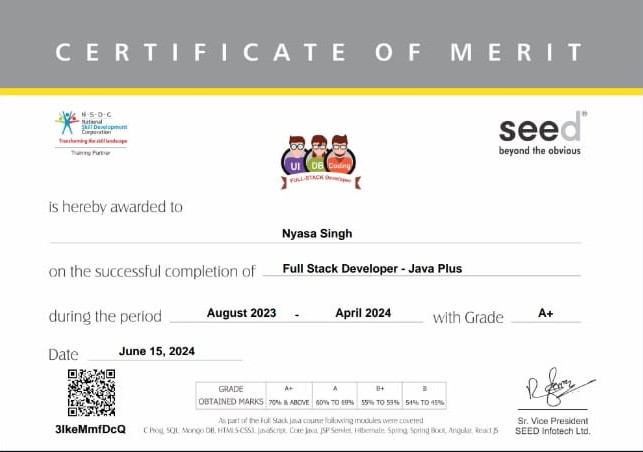 CERTIFICATE OF MERIT
N·S·D·C
National
Skill Development
Corporation
Transforming the skill landscape
Training Partner
seed®
beyond the obvious
UI DB Coding
FULL-STACK Developer
is hereby awarded to
Nyasa Singh
on the successful completion of Full Stack Developer - Java Plus
during the period August 2023 - April 2024 with Grade A+
Date June 15, 2024
GRADE A+ A B+ B
OBTAINED MARKS 70% & ABOVE 60% TO 69% 55% TO 59% 54% TO 45%
3IkeMmfDcQ
Sr. Vice President
SEED Infotech Ltd.
As part of the Full Stack Java course following modules were covered
C Prog, SQL, Mongo DB, HTML5-CSS3, JavaScript, Core Java, JSP Servlet, Hibernate, Spring, Spring Boot, Angular, React JS